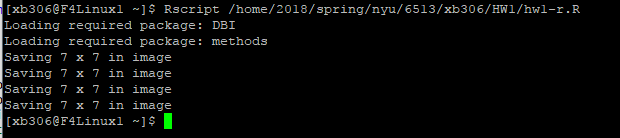 [xb306@F4Linux1 ~]$ Rscript /home/2018/spring/nyu/6513/xb306/HW1/hw1-r.R
Loading required package: DBI
Loading required package: methods
Saving 7 x 7 in image
Saving 7 x 7 in image
Saving 7 x 7 in image
Saving 7 x 7 in image
[xb306@F4Linux1 ~]$